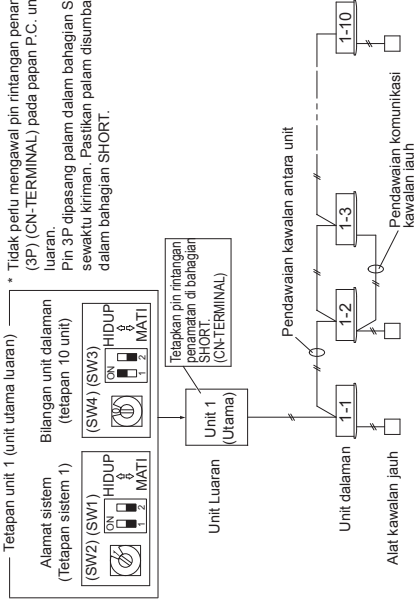 Tetapan unit 1 (unit utama luaran)
Alamat sistem
(Tetapan sistem 1)
(SW2) (SW1)
ON
HIDUP
MATI
1 2
Bilangan unit dalaman
(tetapan 10 unit)
(SW4) (SW3)
ON
HIDUP
MATI
1 2
* Tidak perlu mengawal pin rintangan
(3P) (CN-TERMINAL) pada papan P.C.
luaran.
Pin 3P dipasang palam dalam bahagian
sewaktu kiriman. Pastikan palam
dalam bahagian SHORT.
Unit Luaran
Unit 1
(Utama)
Tetapkan pin rintangan
penamatan di bahagian
SHORT.
(CN-TERMINAL)
Pendawaian kawalan antara unit
Unit dalaman
1-1
1-2
1-3
1-10
Alat kawalan jauh
Pendawaian komunikasi
kawalan jauh